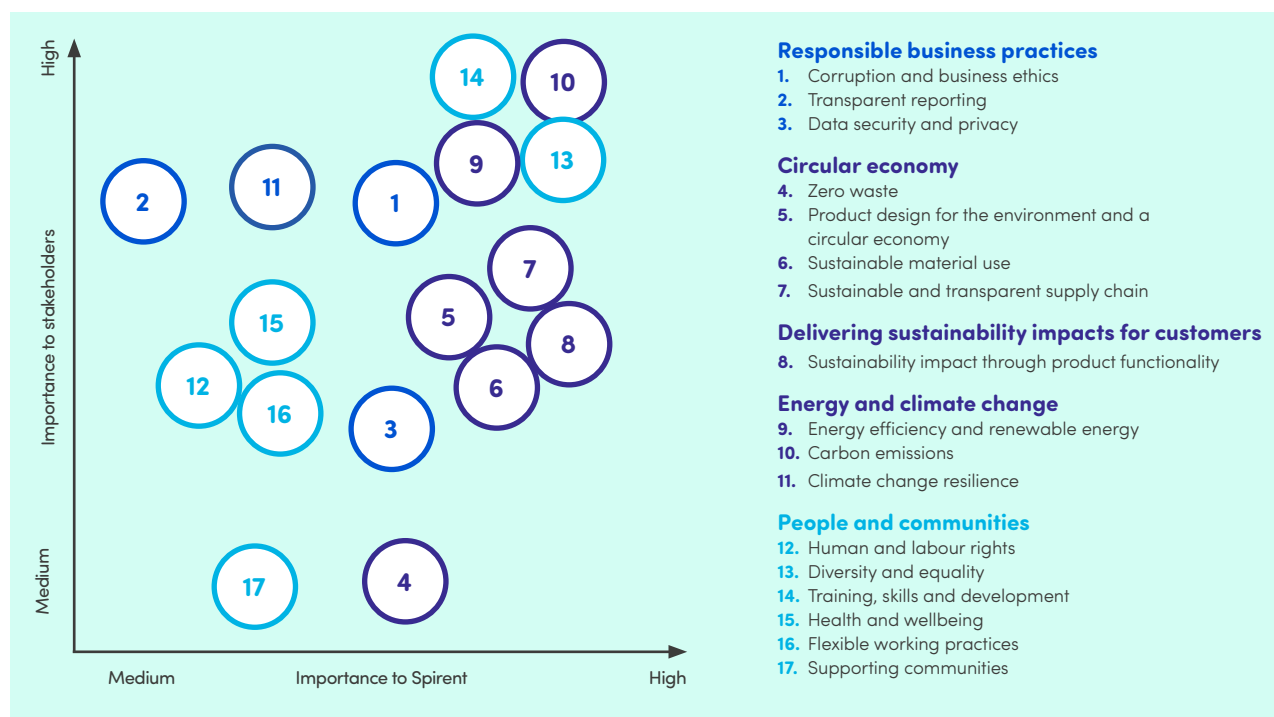 High
Importance to stakeholders
Medium
14
10
9
13
2
11
1
7
5
8
15
12
6
16
3
17
4
Medium
Importance to Spirent
High
Responsible business practices
1. Corruption and business ethics
2. Transparent reporting
3. Data security and privacy
Circular economy
4. Zero waste
5. Product design for the environment and a
circular economy
6. Sustainable material use
7. Sustainable and transparent supply chain
Delivering sustainability impacts for customers
8. Sustainability impact through product functionality
Energy and climate change
9. Energy efficiency and renewable energy
10. Carbon emissions
11. Climate change resilience
People and communities
12. Human and labour rights
13. Diversity and equality
14. Training, skills and development
15. Health and wellbeing
16. Flexible working practices
17. Supporting communities